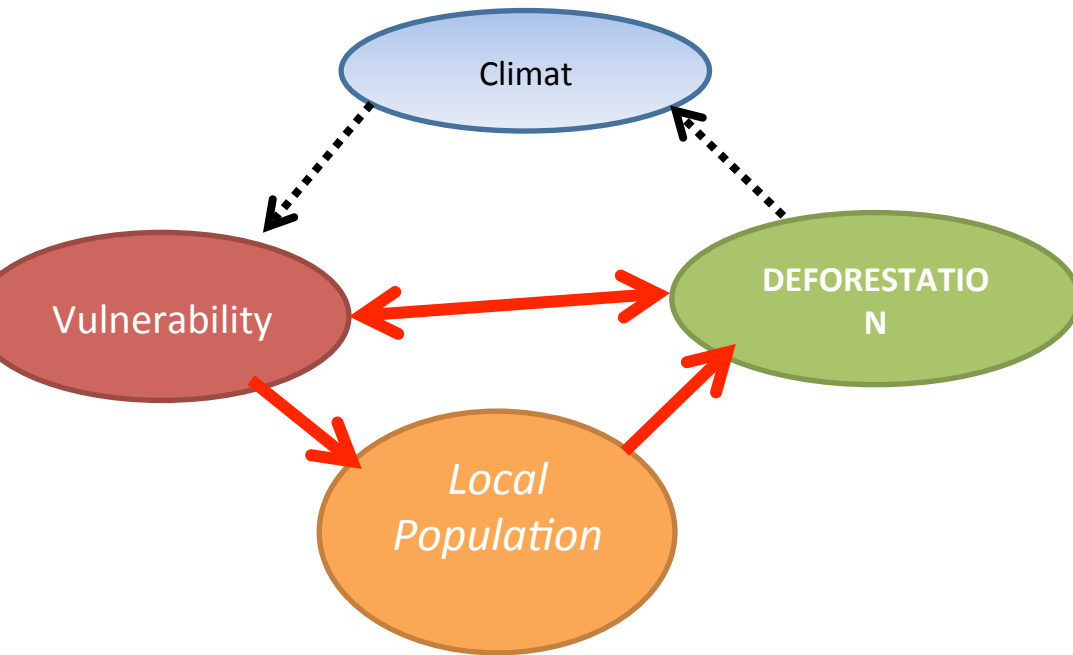 Climat
Vulnerability
DEFORESTATIO
N
Local
Population